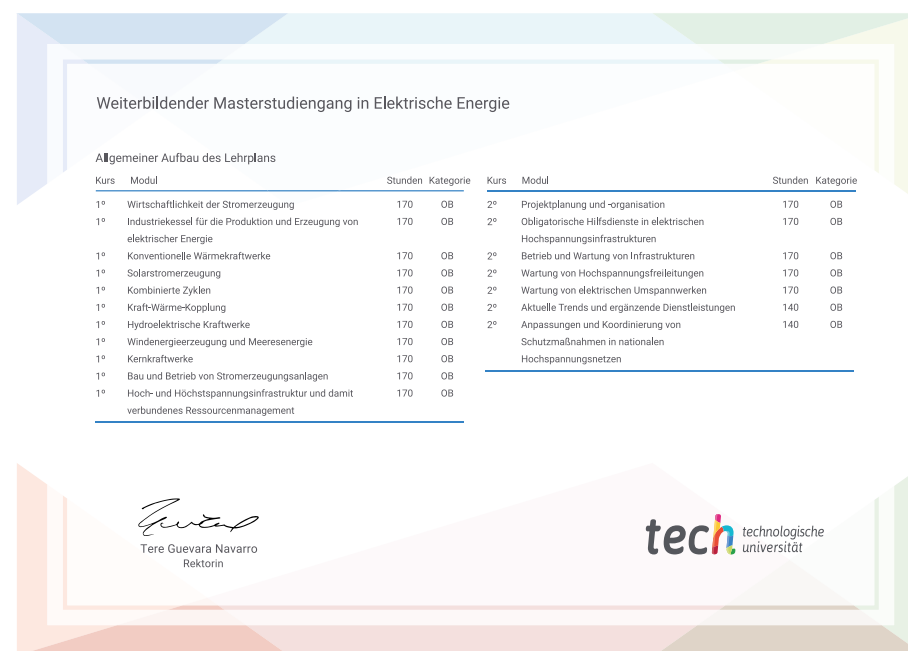 Weiterbildender Masterstudiengang in Elektrische Energie
Allgemeiner Aufbau des Lehrplans
Kurs Modul Stunden Kategorie
1º Wirtschaftlichkeit der Stromerzeugung 170 OB
1º Industriekessel für die Produktion und Erzeugung von 170 OB
elektrischer Energie
1º Konventionelle Wärmekraftwerke 170 OB
1º Solarstromerzeugung 170 OB
1º Kombinierte Zyklen 170 OB
1º Kraft-Wärme-Kopplung 170 OB
1º Hydroelektrische Kraftwerke 170 OB
1º Windenergieerzeugung und Meeresenergie 170 OB
1º Kernkraftwerke 170 OB
1º Bau und Betrieb von Stromerzeugungsanlagen 170 OB
1º Hoch- und Höchstspannungsinfrastruktur und damit 170 OB
verbundenes Ressourcenmanagement
Kurs Modul Stunden Kategorie
2º Projektplanung und -organisation 170 OB
2º Obligatorische Hilfsdienste in elektrischen 170 OB
Hochspannungsinfrastrukturen
2º Betrieb und Wartung von Infrastrukturen 170 OB
2º Wartung von Hochspannungsfreileitungen 170 OB
2º Wartung von elektrischen Umspannwerken 170 OB
2º Aktuelle Trends und ergänzende Dienstleistungen 140 OB
2º Anpassungen und Koordinierung von 140 OB
Schutzmaßnahmen in nationalen
Hochspannungsnetzen
Tere Guevara Navarro
Rektorin
tech technologische
universität